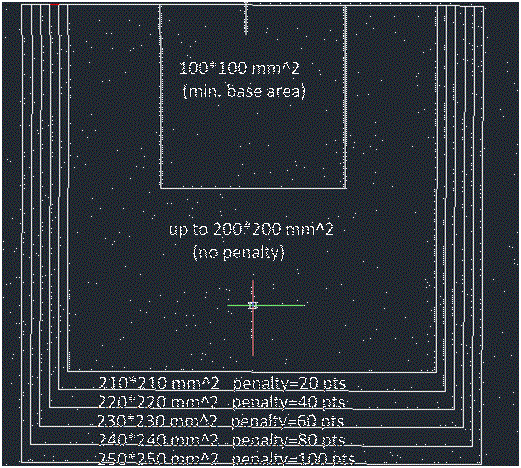 100*100 mm^2
(min. base area)
up to 200*200 mm^2
(no penalty)
210*210 mm^2 penalty=20 pts
220*220 mm^2 penalty=40 pts
230*230 mm^2 penalty=60 pts
240*240 mm^2 penalty=80 pts
250*250 mm^2 penalty=100 pts